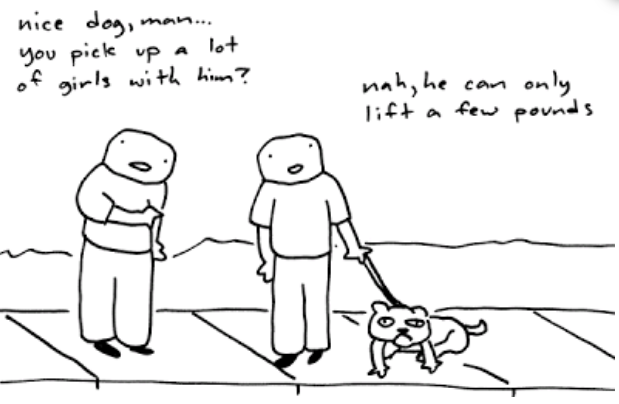 nice dog, man...
you pick up a lot
of girls with him?
nah, he can only
lift a few pounds